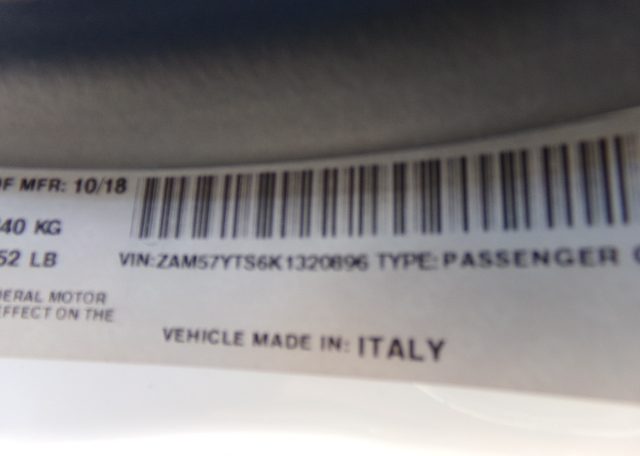 OF MFR: 10/18
40 KG
52 LB
VIN:ZAM57YTS6K1320896 TYPE: PASSENGER
ERAL MOTOR
EFFECT ON THE
VEHICLE MADE IN: ITALY